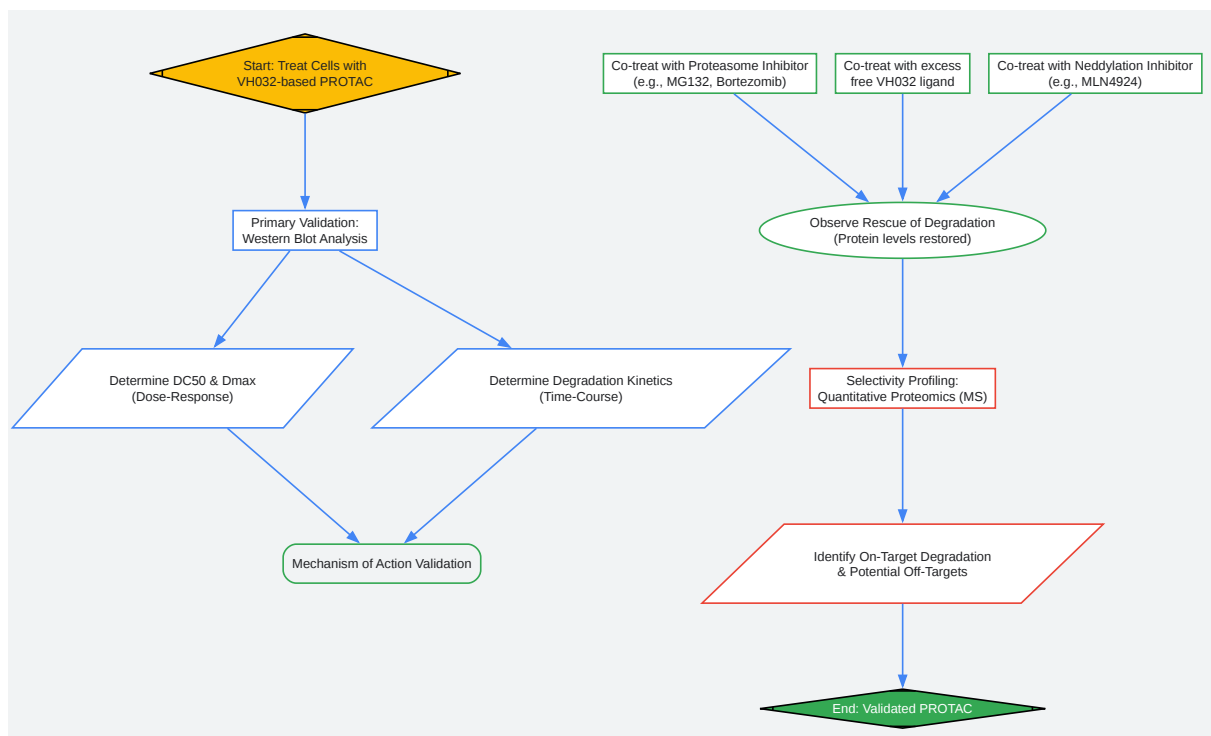 Start: Treat Cells with
VH032-based PROTAC
Primary Validation:
Western Blot Analysis
Determine DC50 & Dmax
(Dose-Response)
Determine Degradation Kinetics
(Time-Course)
Mechanism of Action Validation
Co-treat with Proteasome Inhibitor
(e.g., MG132, Bortezomib)
Co-treat with excess
free VH032 ligand
Co-treat with Neddylation Inhibitor
(e.g., MLN4924)
Observe Rescue of Degradation
(Protein levels restored)
Selectivity Profiling:
Quantitative Proteomics (MS)
Identify On-Target Degradation
& Potential Off-Targets
End: Validated PROTAC